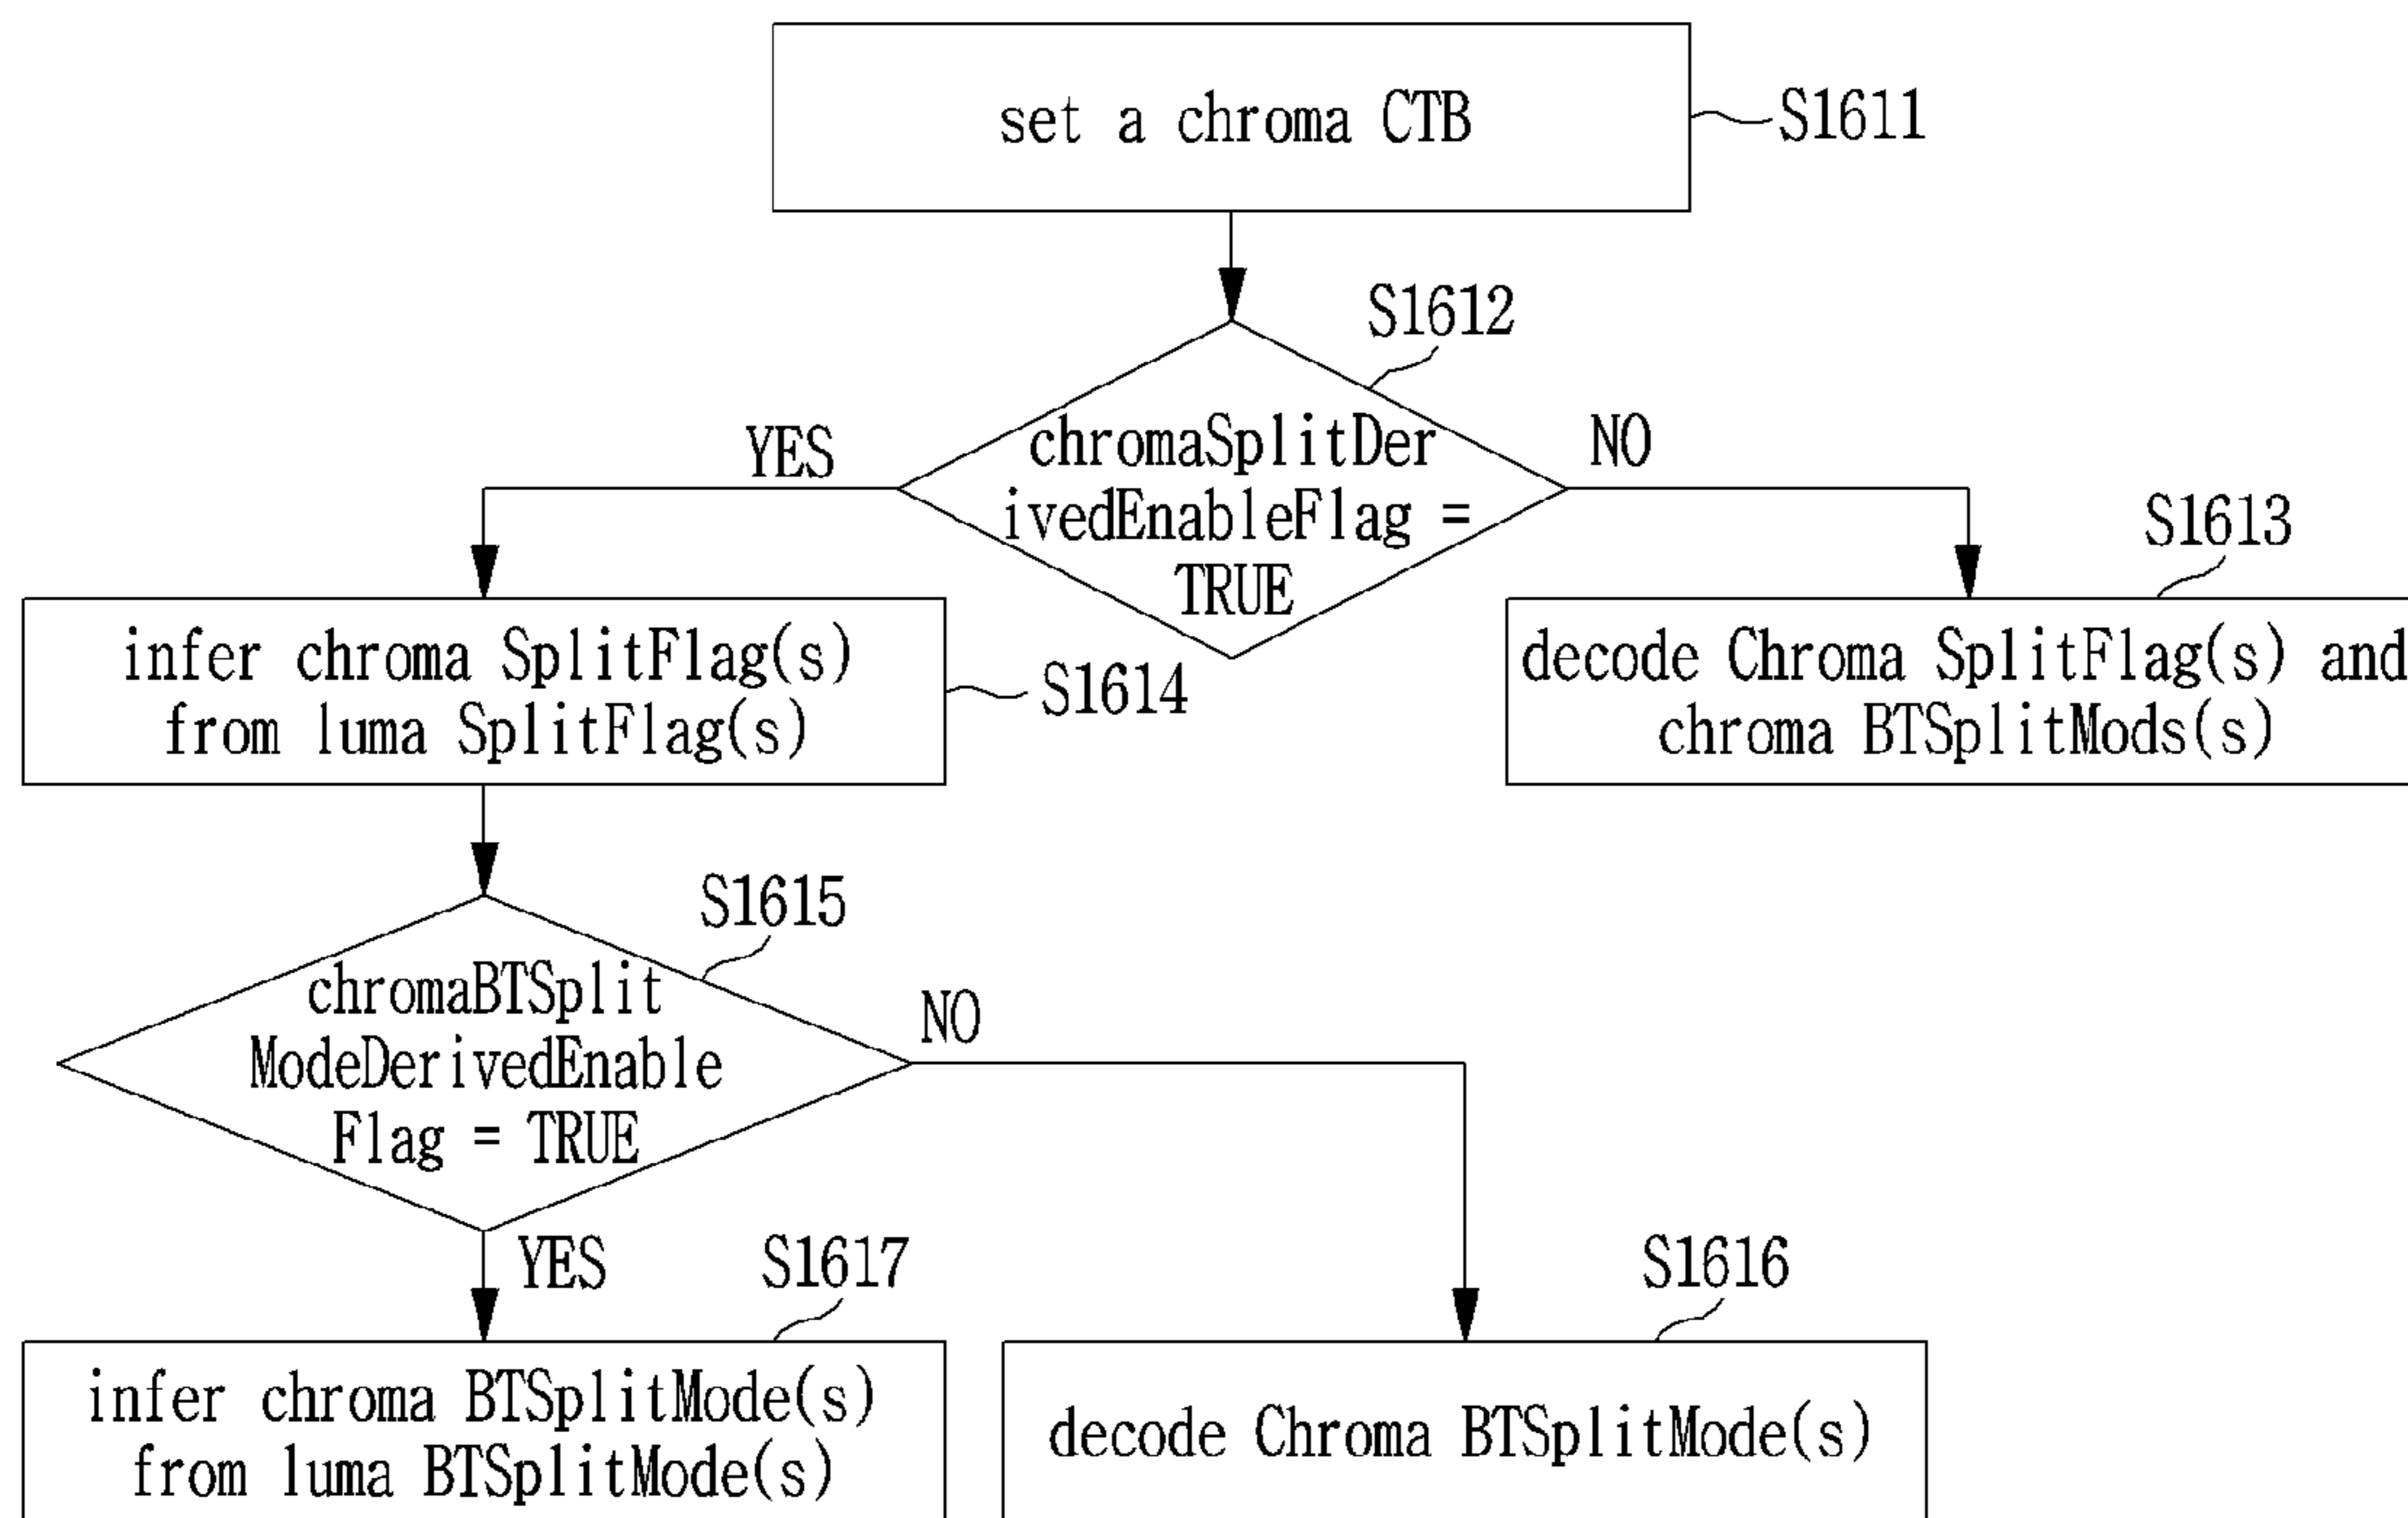 set a chroma CTB
S1611
S1612
chromaSplitDer
ivedEnableFlag =
TRUE
YES
NO
S1613
infer chroma SplitFlag(s)
from luma SplitFlag(s)
S1614
decode Chroma SplitFlag(s) and
chroma BTSplitMods(s)
S1615
chromaBTSplit
ModeDerivedEnable
Flag = TRUE
NO
YES
S1617
S1616
infer chroma BTSplitMode(s)
from luma BTSplitMode(s)
decode Chroma BTSplitMode(s)